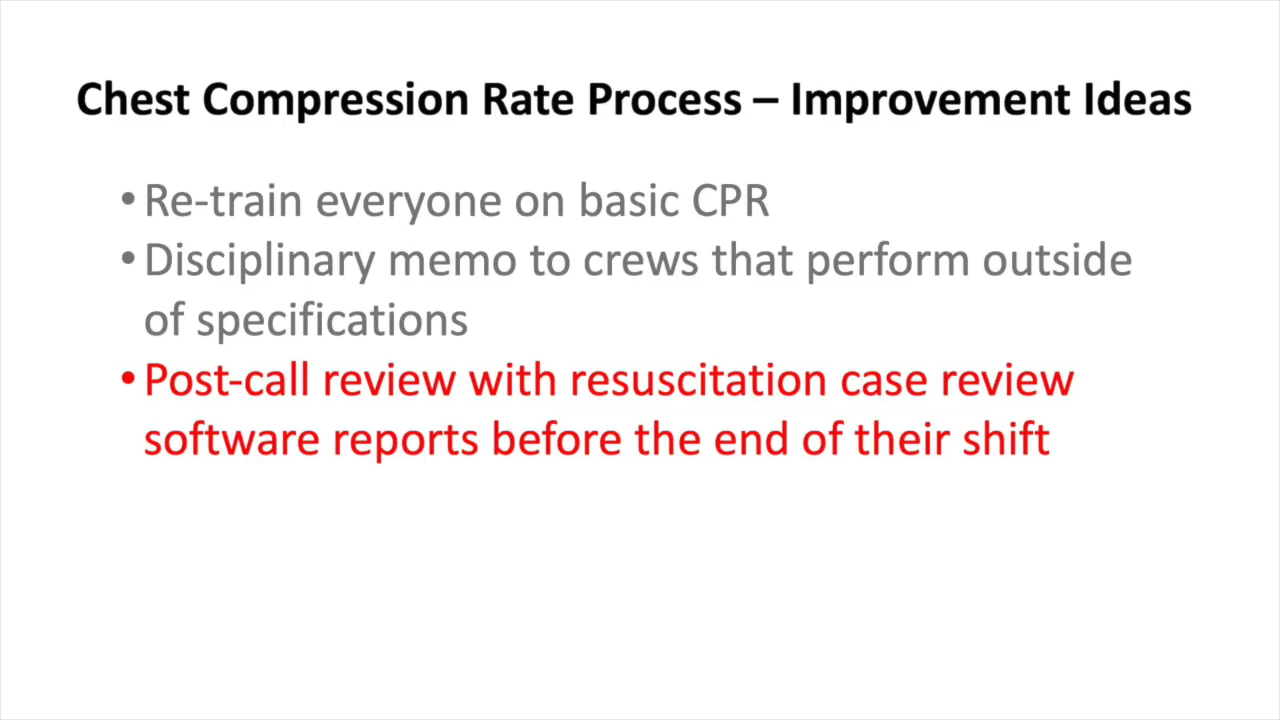 Chest Compression Rate Process – Improvement Ideas
• Re-train everyone on basic CPR
• Disciplinary memo to crews that perform outside
of specifications
• Post-call review with resuscitation case review
software reports before the end of their shift